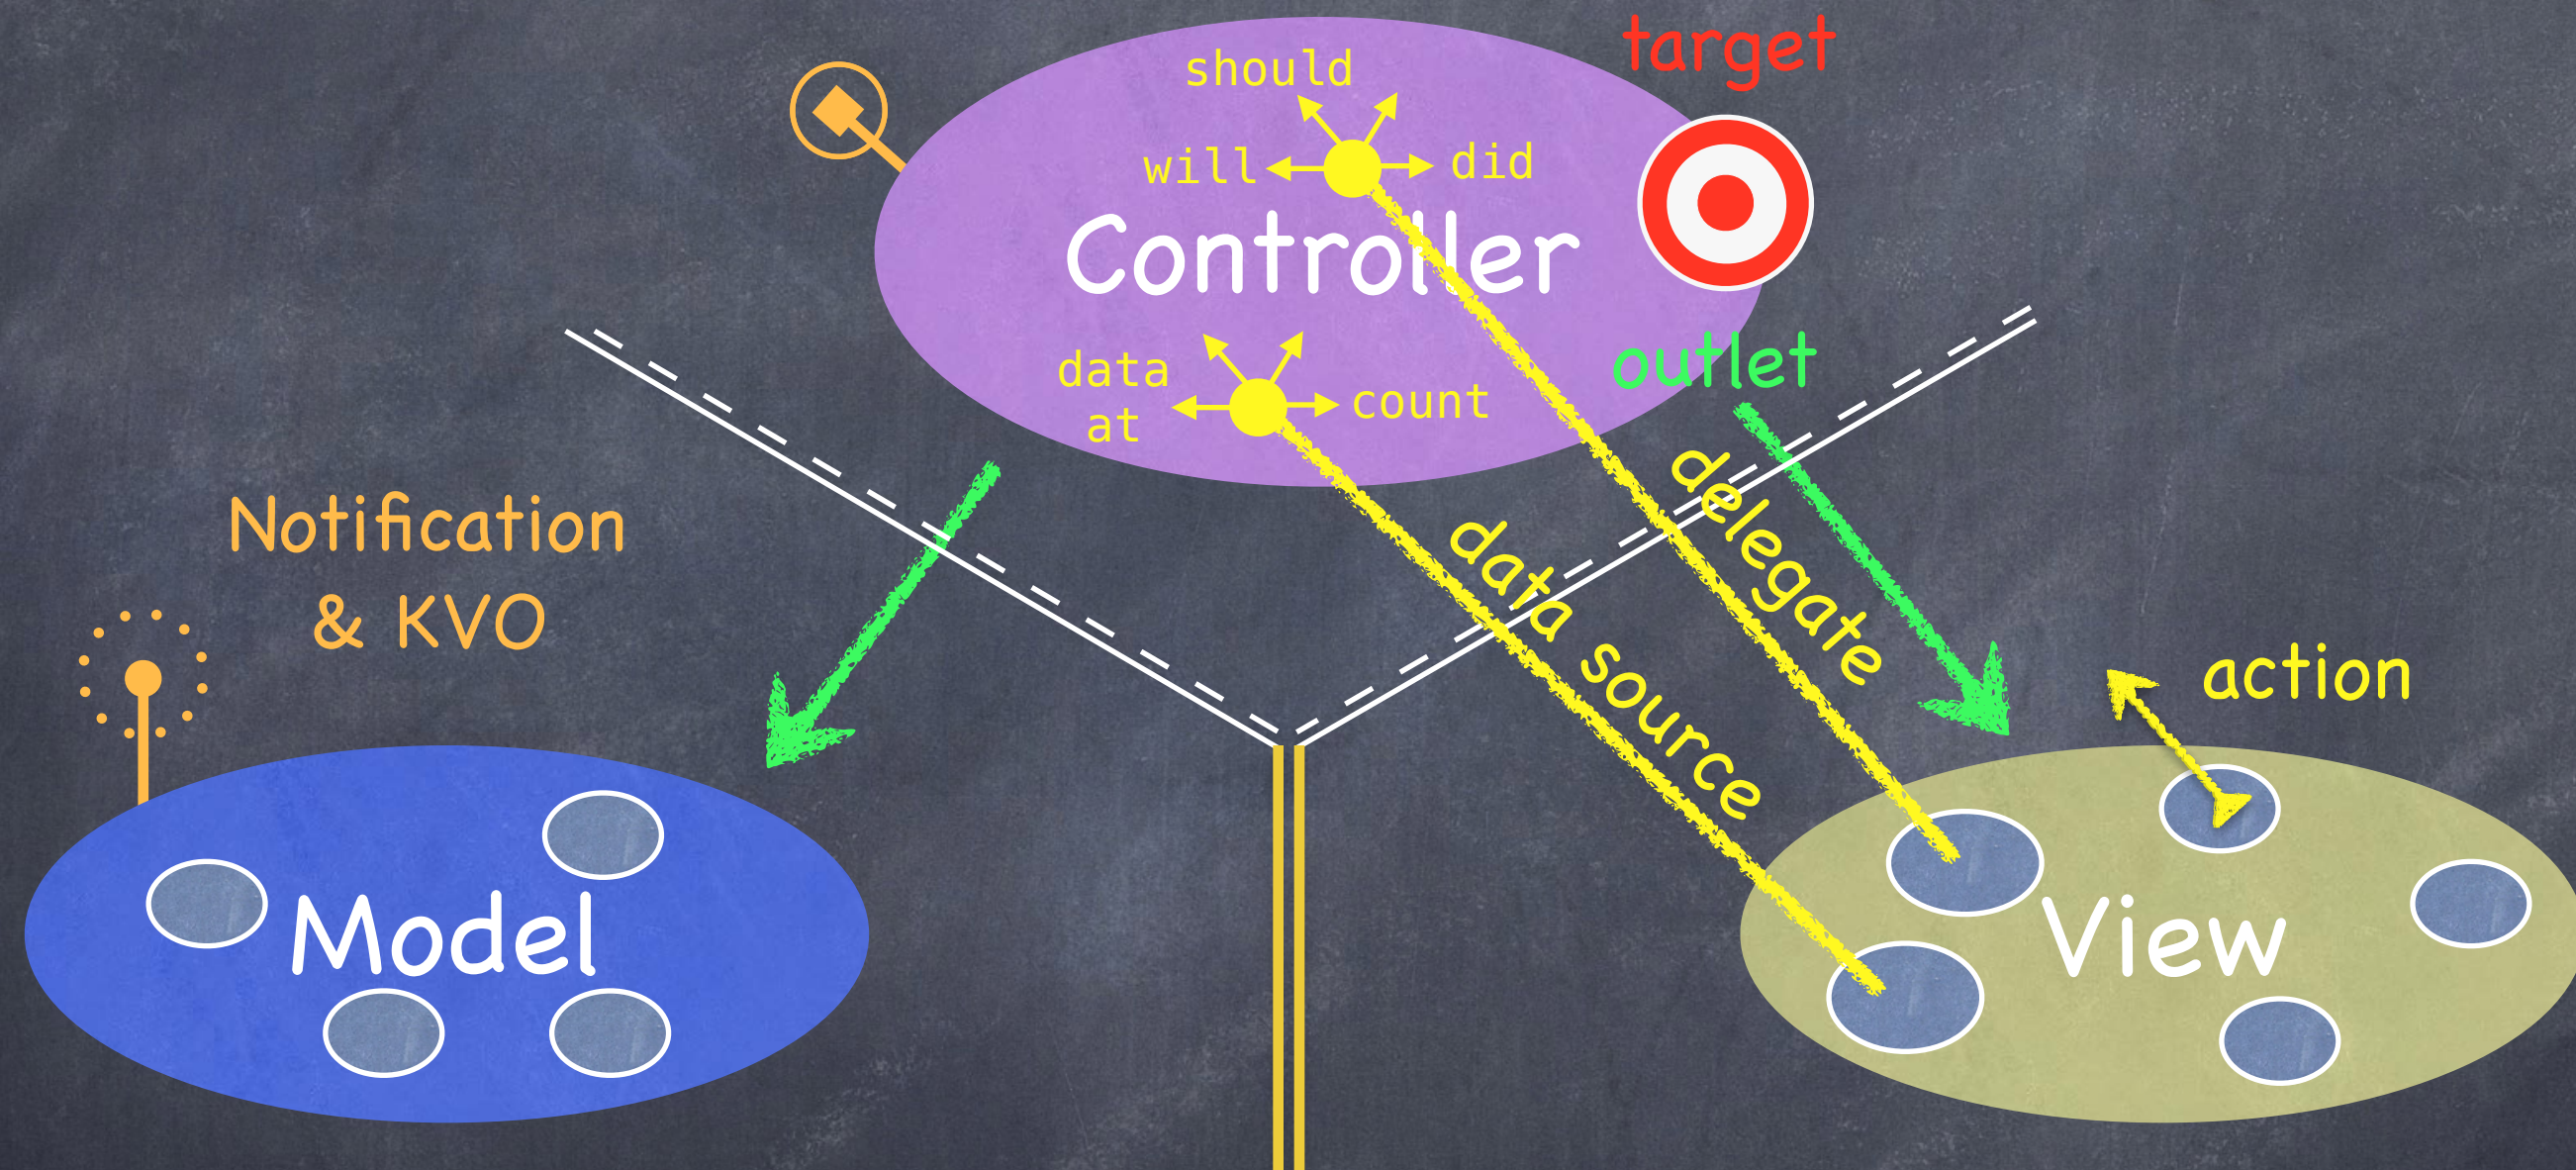 target
should
will
did
Controller
outlet
data
at
count
delegate
data source
Notification
& KVO
action
Model
View